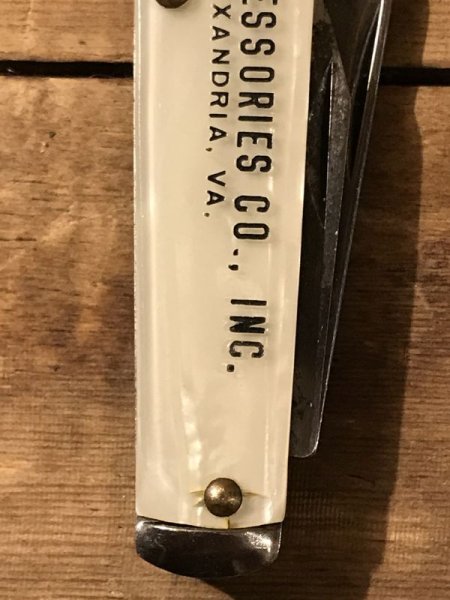 ESSORIES CO., INC.
XANDRIA, VA.